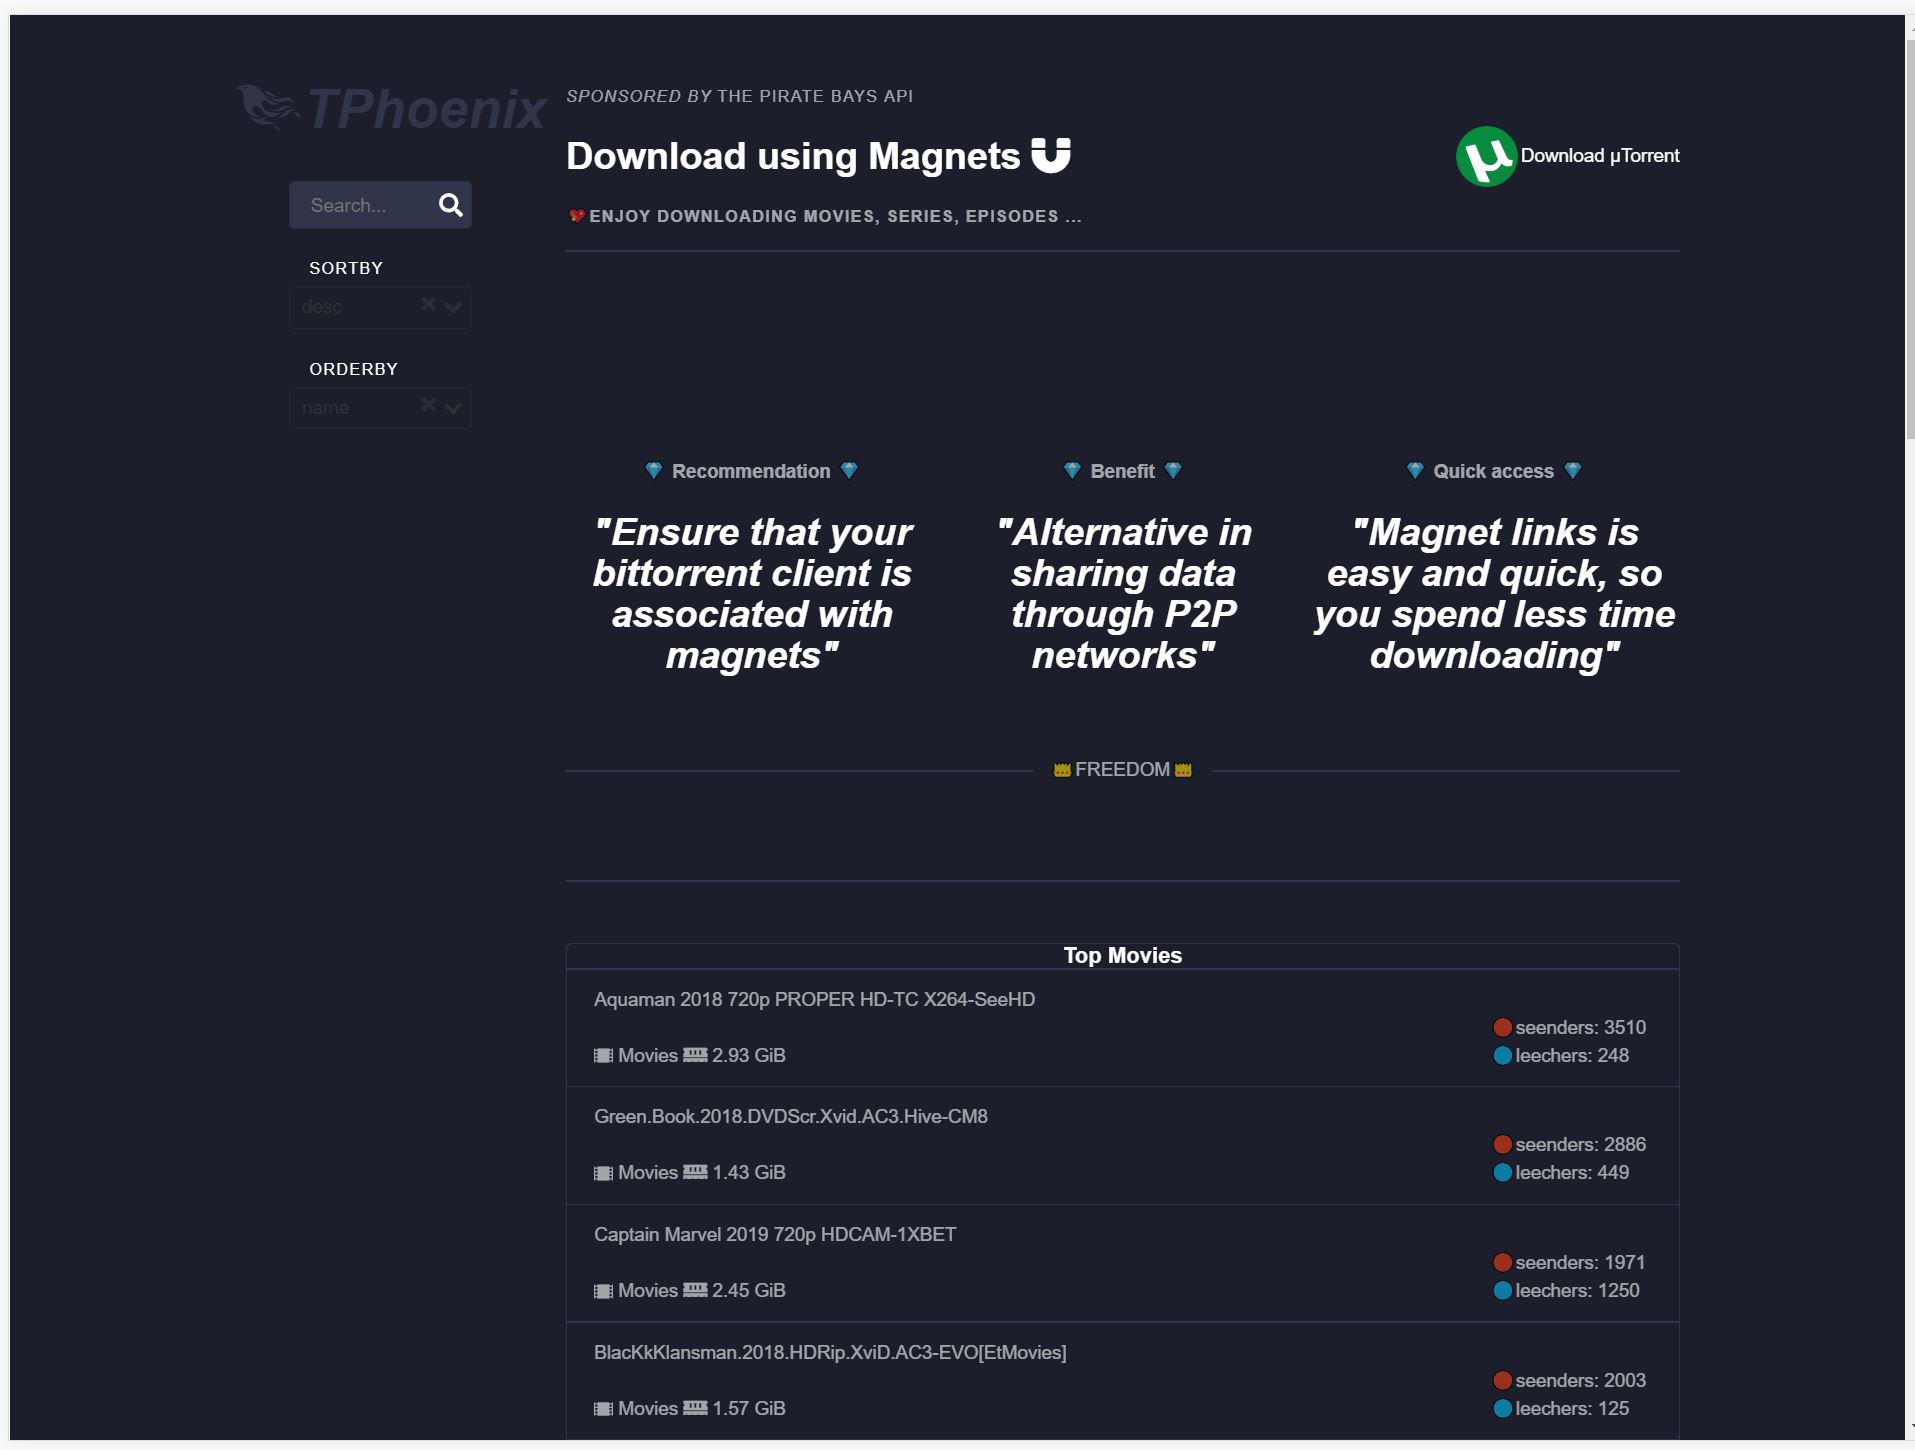 TPhoenix
Search...
SORTBY
desc
ORDERBY
name
SPONSORED BY THE PIRATE BAYS API
Download using Magnets
Download µTorrent
ENJOY DOWNLOADING MOVIES, SERIES, EPISODES ...
Recommendation
"Ensure that your
bittorrent client is
associated with
magnets"
Benefit
"Alternative in
sharing data
through P2P
networks"
Quick access
"Magnet links is
easy and quick, so
you spend less time
downloading"
FREEDOM
Top Movies
Aquaman 2018 720p PROPER HD-TC X264-SeeHD
seenders: 3510
Movies 2.93 GiB
leechers: 248
Green.Book.2018.DVDScr.Xvid.AC3.Hive-CM8
seenders: 2886
Movies 1.43 GiB
leechers: 449
Captain Marvel 2019 720p HDCAM-1XBET
seenders: 1971
Movies 2.45 GiB
leechers: 1250
BlacKkKlansman.2018.HDRip.XviD.AC3-EVO[EtMovies]
seenders: 2003
Movies 1.57 GiB
leechers: 125